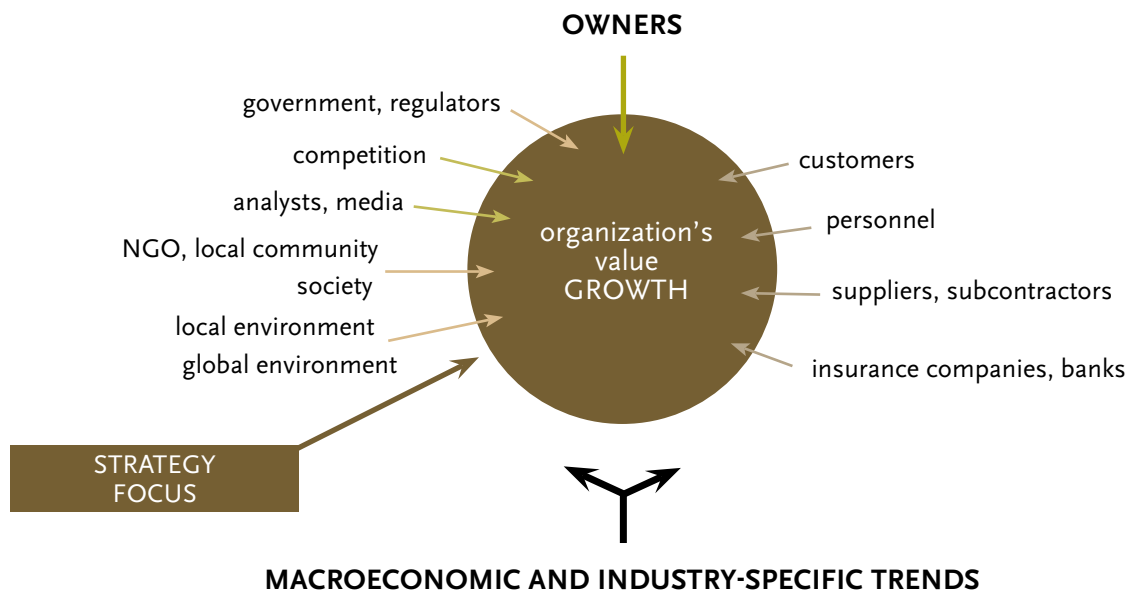 OWNERS
government, regulators
competition
analysts, media
NGO, local community
society
local environment
global environment
customers
personnel
suppliers, subcontractors
insurance companies, banks
organization’s
value
GROWTH
STRATEGY
FOCUS
MACROECONOMIC AND INDUSTRY-SPECIFIC TRENDS